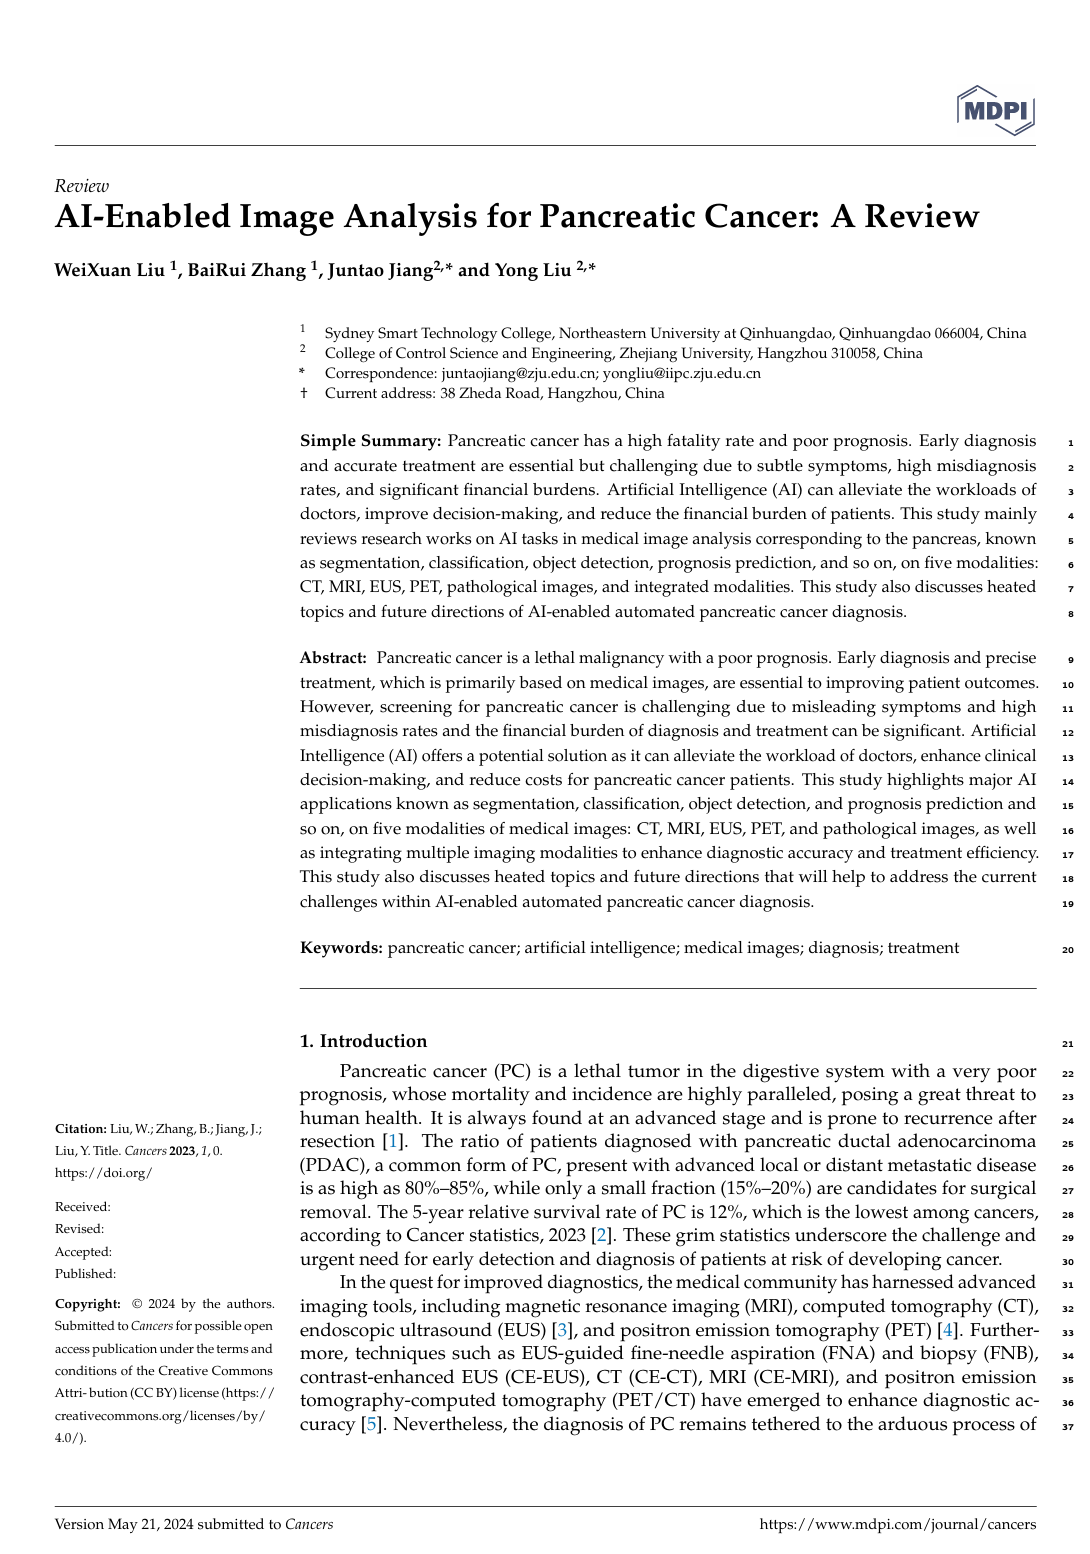 MDPI
Review
AI-Enabled Image Analysis for Pancreatic Cancer: A Review
WeiXuan Liu 1, BaiRui Zhang 1, Juntao Jiang2,* and Yong Liu 2,*
1 Sydney Smart Technology College, Northeastern University at Qinhuangdao, Qinhuangdao 066004, China
2 College of Control Science and Engineering, Zhejiang University, Hangzhou 310058, China
* Correspondence: juntaojiang@zju.edu.cn; yongliu@iipc.zju.edu.cn
† Current address: 38 Zheda Road, Hangzhou, China
Simple Summary: Pancreatic cancer has a high fatality rate and poor prognosis. Early diagnosis 1
and accurate treatment are essential but challenging due to subtle symptoms, high misdiagnosis 2
rates, and significant financial burdens. Artificial Intelligence (AI) can alleviate the workloads of 3
doctors, improve decision-making, and reduce the financial burden of patients. This study mainly 4
reviews research works on AI tasks in medical image analysis corresponding to the pancreas, known 5
as segmentation, classification, object detection, prognosis prediction, and so on, on five modalities: 6
CT, MRI, EUS, PET, pathological images, and integrated modalities. This study also discusses heated 7
topics and future directions of AI-enabled automated pancreatic cancer diagnosis. 8
Abstract: Pancreatic cancer is a lethal malignancy with a poor prognosis. Early diagnosis and precise 9
treatment, which is primarily based on medical images, are essential to improving patient outcomes. 10
However, screening for pancreatic cancer is challenging due to misleading symptoms and high 11
misdiagnosis rates and the financial burden of diagnosis and treatment can be significant. Artificial 12
Intelligence (AI) offers a potential solution as it can alleviate the workload of doctors, enhance clinical 13
decision-making, and reduce costs for pancreatic cancer patients. This study highlights major AI 14
applications known as segmentation, classification, object detection, and prognosis prediction and 15
so on, on five modalities of medical images: CT, MRI, EUS, PET, and pathological images, as well 16
as integrating multiple imaging modalities to enhance diagnostic accuracy and treatment efficiency. 17
This study also discusses heated topics and future directions that will help to address the current 18
challenges within AI-enabled automated pancreatic cancer diagnosis. 19
Keywords: pancreatic cancer; artificial intelligence; medical images; diagnosis; treatment 20
1. Introduction 21
Pancreatic cancer (PC) is a lethal tumor in the digestive system with a very poor 22
prognosis, whose mortality and incidence are highly paralleled, posing a great threat to 23
human health. It is always found at an advanced stage and is prone to recurrence after 24
resection [1]. The ratio of patients diagnosed with pancreatic ductal adenocarcinoma 25
(PDAC), a common form of PC, present with advanced local or distant metastatic disease 26
is as high as 80%–85%, while only a small fraction (15%–20%) are candidates for surgical 27
removal. The 5-year relative survival rate of PC is 12%, which is the lowest among cancers, 28
according to Cancer statistics, 2023 [2]. These grim statistics underscore the challenge and 29
urgent need for early detection and diagnosis of patients at risk of developing cancer. 30
In the quest for improved diagnostics, the medical community has harnessed advanced 31
imaging tools, including magnetic resonance imaging (MRI), computed tomography (CT), 32
endoscopic ultrasound (EUS) [3], and positron emission tomography (PET) [4]. Further- 33
more, techniques such as EUS-guided fine-needle aspiration (FNA) and biopsy (FNB), 34
contrast-enhanced EUS (CE-EUS), CT (CE-CT), MRI (CE-MRI), and positron emission 35
tomography-computed tomography (PET/CT) have emerged to enhance diagnostic ac- 36
curacy [5]. Nevertheless, the diagnosis of PC remains tethered to the arduous process of 37
Citation: Liu, W.; Zhang, B.; Jiang, J.;
Liu, Y. Title. Cancers 2023, 1, 0.
https://doi.org/
Received:
Revised:
Accepted:
Published:
Copyright: © 2024 by the authors.
Submitted to Cancers for possible open
access publication under the terms and
conditions of the Creative Commons
Attri- bution (CC BY) license (https://
creativecommons.org/licenses/by/
4.0/).
Version May 21, 2024 submitted to Cancers
https://www.mdpi.com/journal/cancers